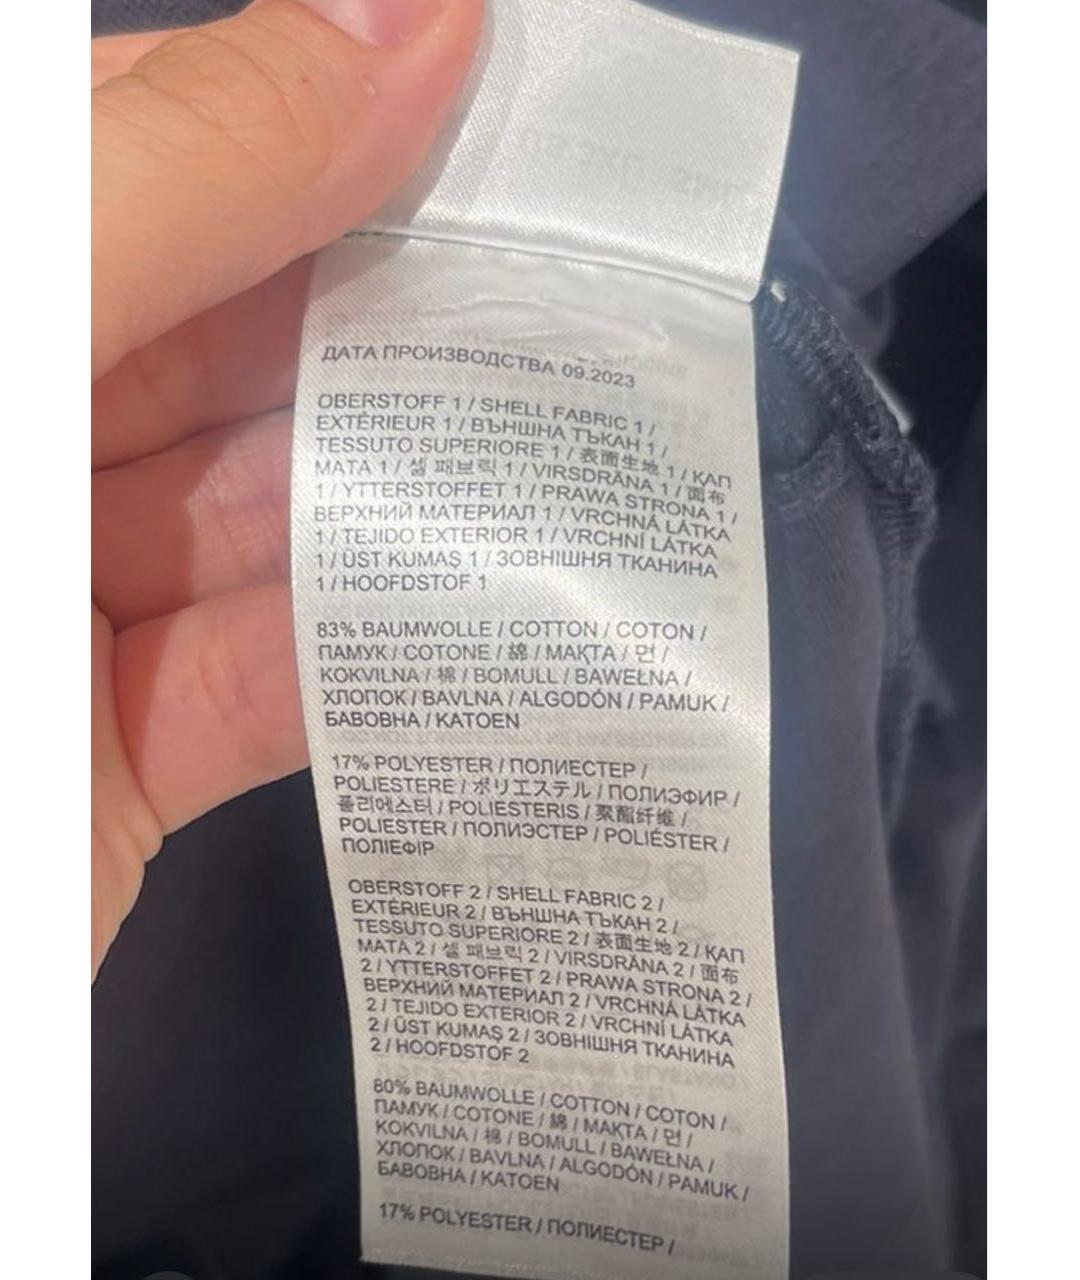 ДАТА ПРОИЗВОДСТВА 09.2023
OBERSTOFF 1 / SHELL FABRIC 1 /
EXTÉRIEUR 1 / ВЪНШНА ТЪКАН 1 /
TESSUTO SUPERIORE 1 / 表面生地 1 / ҚАП
МАТА 1 / 셸 패브릭 1 / VIRSDRĀNA 1 / 面布
1 / YTTERSTOFFET 1 / PRAWA STRONA 1 /
ВЕРХНИЙ МАТЕРИАЛ 1 / VRCHNÁ LÁTKA
1 / TEJIDO EXTERIOR 1 / VRCHNÍ LÁTKA
1 / ÜST KUMAŞ 1 / ЗОВНІШНЯ ТКАНИНА
1 / HOOFDSTOF 1
83% BAUMWOLLE / COTTON / COTON /
ПАМУК / COTONE / 綿 / МАҚТА / 면 /
KOKVILNA / 棉 / BOMULL / BAWEŁNA /
ХЛОПОК / BAVLNA / ALGODÓN / PAMUK /
БАВОВНА / KATOEN
17% POLYESTER / ПОЛИЕСТЕР /
POLIESTERE / ポリエステル / ПОЛИЭФИР /
폴리에스터 / POLIESTERIS / 聚酯纤维 /
POLIESTER / ПОЛИЭСТЕР / POLIÉSTER /
ПОЛІЕФІР
OBERSTOFF 2 / SHELL FABRIC 2 /
EXTÉRIEUR 2 / ВЪНШНА ТЪКАН 2 /
TESSUTO SUPERIORE 2 / 表面生地 2 / ҚАП
МАТА 2 / 셸 패브릭 2 / VIRSDRĀNA 2 / 面布
2 / YTTERSTOFFET 2 / PRAWA STRONA 2 /
ВЕРХНИЙ МАТЕРИАЛ 2 / VRCHNÁ LÁTKA
2 / TEJIDO EXTERIOR 2 / VRCHNÍ LÁTKA
2 / ÜST KUMAŞ 2 / ЗОВНІШНЯ ТКАНИНА
2 / HOOFDSTOF 2
80% BAUMWOLLE / COTTON / COTON /
ПАМУК / COTONE / 綿 / МАҚТА / 면 /
KOKVILNA / 棉 / BOMULL / BAWEŁNA /
ХЛОПОК / BAVLNA / ALGODÓN / PAMUK /
БАВОВНА / KATOEN
17% POLYESTER / ПОЛИЕСТЕР /